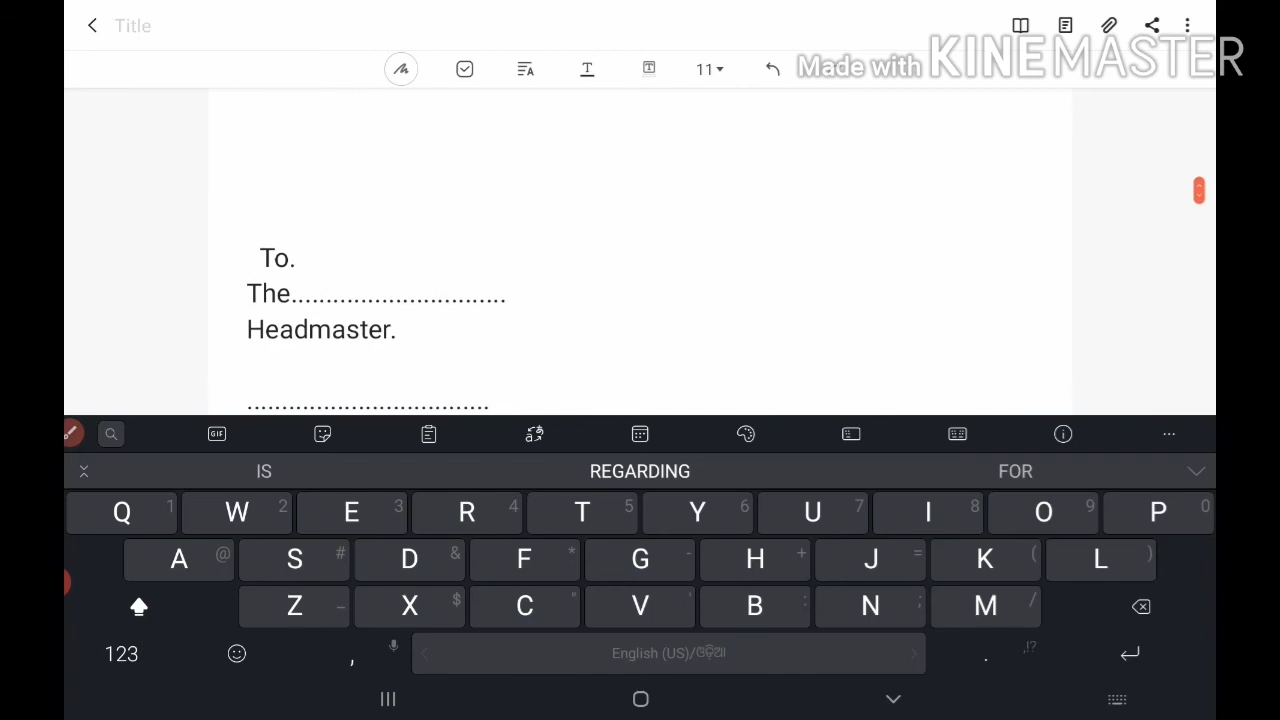 Title
Made with KINEMASTER
11
To.
The...............................
Headmaster.
...................................
GIF
IS REGARDING FOR
Q 1 W 2 E 3 R 4 T 5 Y 6 U 7 I 8 O 9 P 0
A @ S # D & F * G - H + J = K ( L )
Z _ X $ C " V ' B : N ; M /
123 , English (US)/ଓଡ଼ିଆ . ,!?